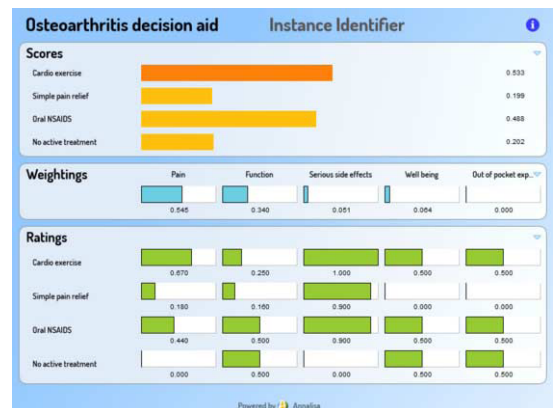 Osteoarthritis decision aid Instance Identifier i
Scores
Cardio exercise 0.533
Simple pain relief 0.199
Oral NSAIDS 0.488
No active treatment 0.202
Weightings Pain Function Serious side effects Well being Out of pocket exp...
0.545 0.340 0.051 0.064 0.000
Ratings
Cardio exercise
0.670 0.250 1.000 0.500 0.500
Simple pain relief
0.180 0.160 0.900 0.000 0.000
Oral NSAIDS
0.440 0.500 0.900 0.500 0.500
No active treatment
0.000 0.500 0.000 0.500 0.500
Powered by Annalisa